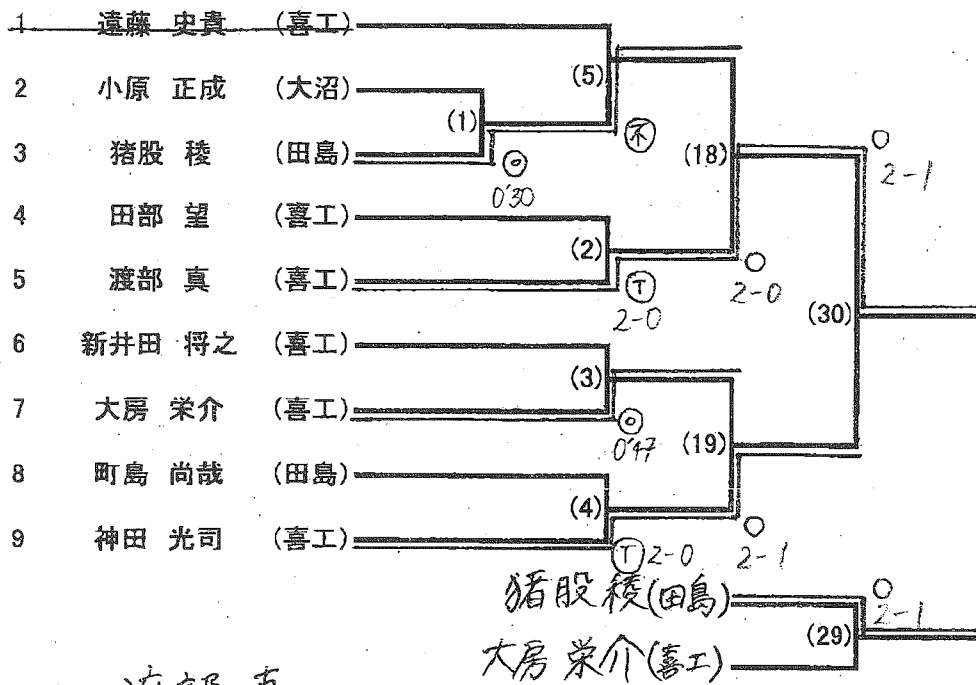 1 遠藤 史貴 (喜工)
2 小原 正成 (大沼)
3 猪股 稜 (田島)
4 田部 望 (喜工)
5 渡部 真 (喜工)
6 新井田 将之 (喜工)
7 大房 栄介 (喜工)
8 町島 尚哉 (田島)
9 神田 光司 (喜工)
(5)
(1)
不
0'30
(18)
2-1
(2)
T
2-0
2-0
(30)
(3)
0'47
(19)
(4)
T 2-0
2-1
猪股 稜 (田島)
2-1
(29)
大房 栄介 (喜工)